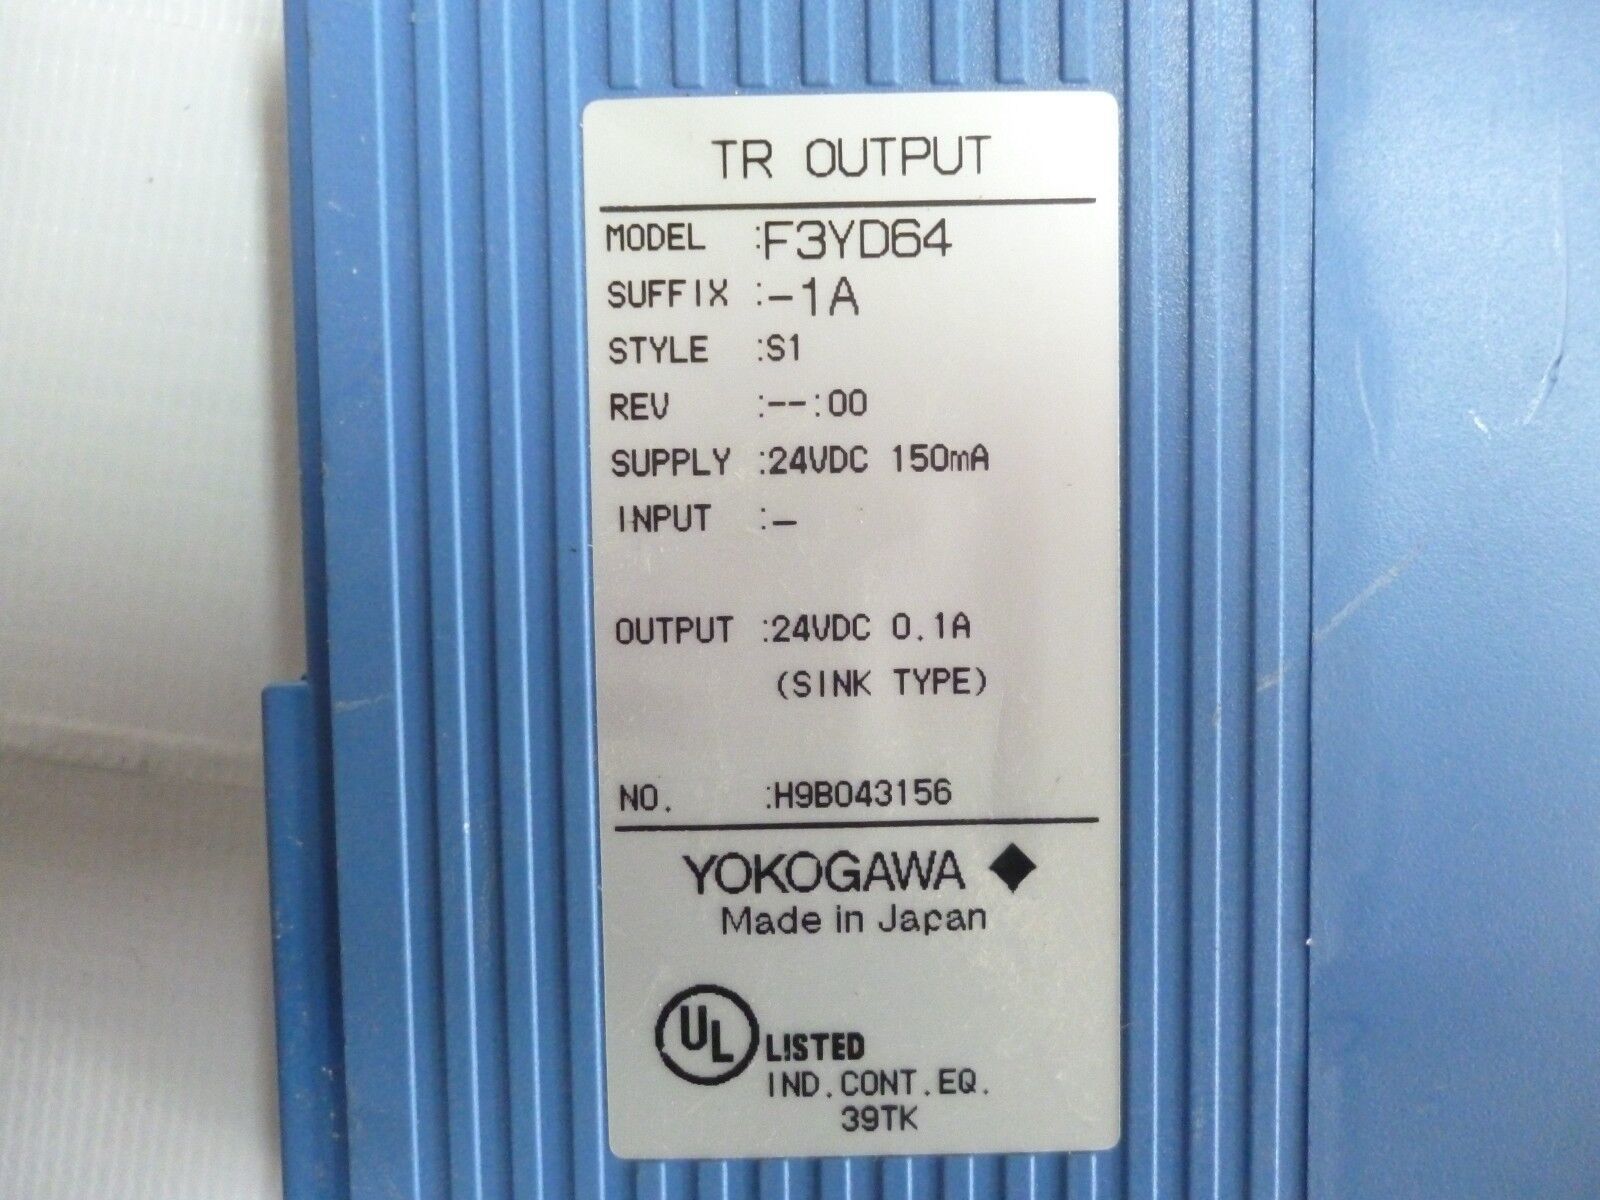 TR OUTPUT
MODEL :F3YD64
SUFFIX :-1A
STYLE :S1
REV :--:00
SUPPLY :24VDC 150mA
INPUT :-
OUTPUT :24VDC 0.1A
(SINK TYPE)
NO. :H9B043156
YOKOGAWA ◆
Made in Japan
UL LISTED
IND.CONT.EQ.
39TK